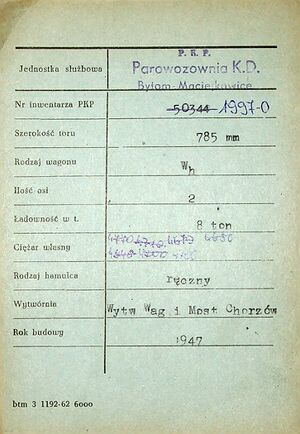 P. K. P.
Jednostka służbowa Parowozownia K.D.
Bytom-Maciejkowice
Nr inwentarza PKP 50344 1997-0
Szerokość toru 785 mm
Rodzaj wagonu Wh
Ilość osi 2
Ładowność w t. 8 ton
Ciężar własny 4650
Rodzaj hamulca ręczny
Wytwórnia Wytw Wag i Most Chorzów
Rok budowy 1947
btm 3 1192-62 6000